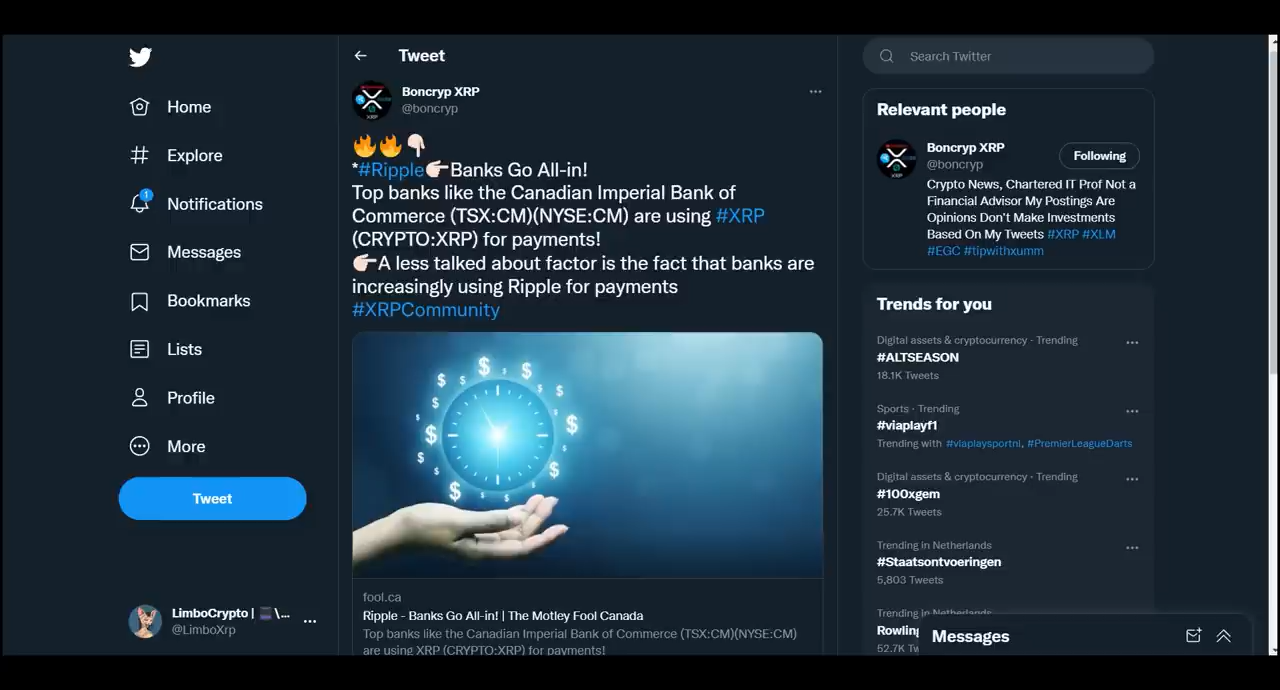 Home
Explore
1
Notifications
Messages
Bookmarks
Lists
Profile
More
Tweet
LimboCrypto | \...
@LimboXrp
Tweet
Boncryp XRP
@boncryp
*#Ripple👉🏻Banks Go All-in!
Top banks like the Canadian Imperial Bank of
Commerce (TSX:CM)(NYSE:CM) are using #XRP
(CRYPTO:XRP) for payments!
👉🏻A less talked about factor is the fact that banks are
increasingly using Ripple for payments
#XRPCommunity
fool.ca
Ripple - Banks Go All-in! | The Motley Fool Canada
Top banks like the Canadian Imperial Bank of Commerce (TSX:CM)(NYSE:CM)
are using XRP (CRYPTO:XRP) for payments!
Search Twitter
Relevant people
Boncryp XRP
@boncryp
Following
Crypto News, Chartered IT Prof Not a
Financial Advisor My Postings Are
Opinions Don't Make Investments
Based On My Tweets #XRP #XLM
#EGC #tipwithxumm
Trends for you
Digital assets & cryptocurrency · Trending
#ALTSEASON
18.1K Tweets
Sports · Trending
#viaplayf1
Trending with #viaplaysportnl, #PremierLeagueDarts
Digital assets & cryptocurrency · Trending
#100xgem
25.7K Tweets
Trending in Netherlands
#Staatsontvoeringen
5,803 Tweets
Trending in Netherlands
Rowling
52.7K Tw
Messages